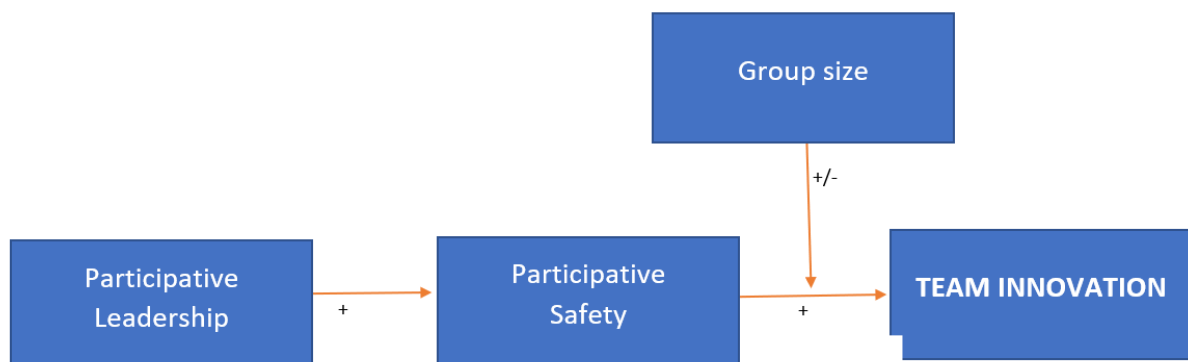 Group size
+/-
Participative
Leadership
+
Participative
Safety
+
TEAM INNOVATION